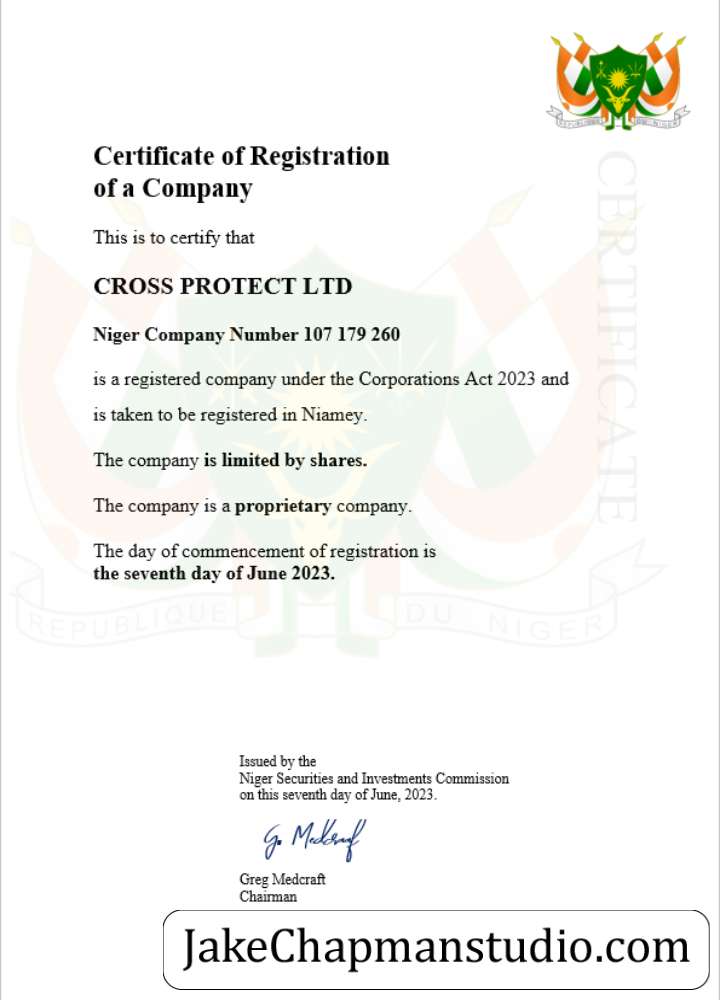 REPUBLIQUE DU NIGER
Certificate of Registration
of a Company
This is to certify that
CROSS PROTECT LTD
Niger Company Number 107 179 260
is a registered company under the Corporations Act 2023 and
is taken to be registered in Niamey.
The company is limited by shares.
The company is a proprietary company.
The day of commencement of registration is
the seventh day of June 2023.
CERTIFICATE
REPUBLIQUE DU NIGER
Issued by the
Niger Securities and Investments Commission
on this seventh day of June, 2023.
G. Medcraft
Greg Medcraft
Chairman
JakeChapmanstudio.com